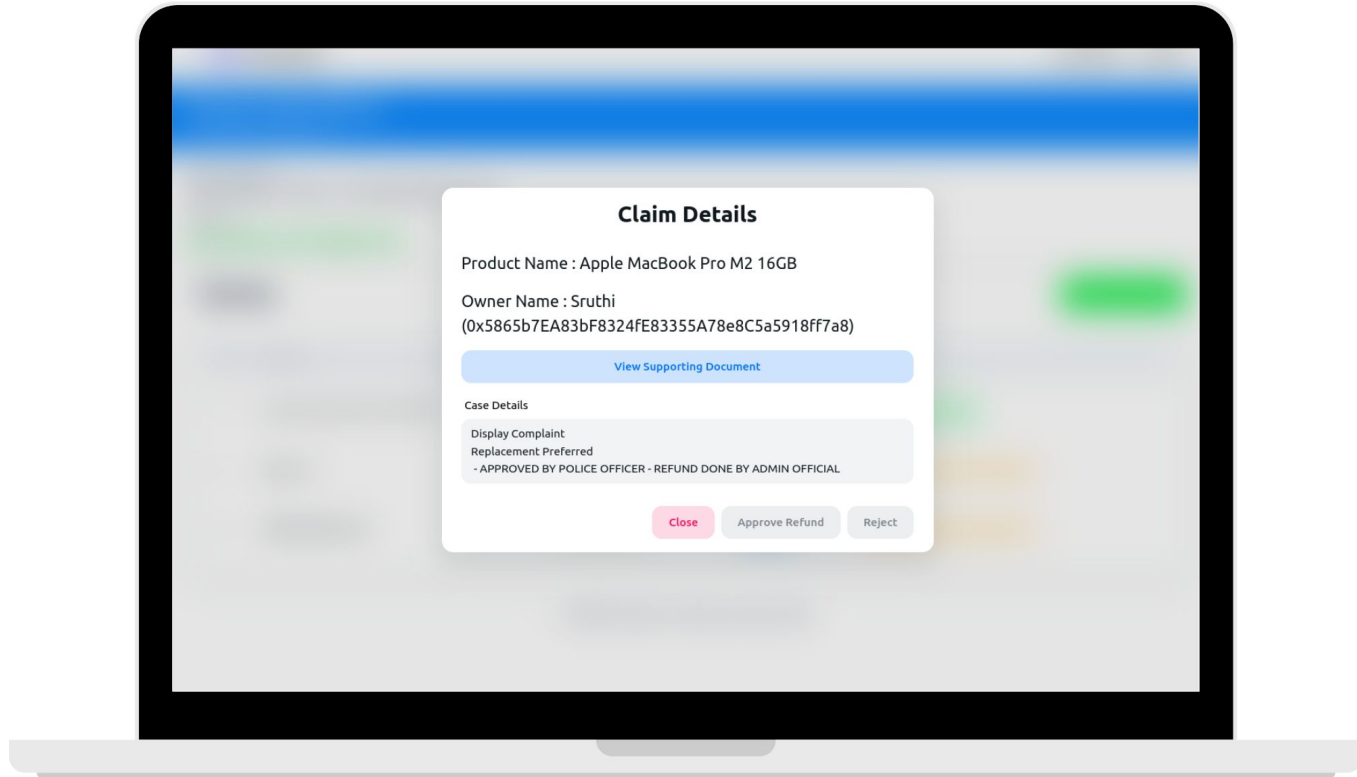 Claim Details
Product Name : Apple MacBook Pro M2 16GB
Owner Name : Sruthi
(0x5865b7EA83bF8324fE83355A78e8C5a5918ff7a8)
View Supporting Document
Case Details
Display Complaint
Replacement Preferred
- APPROVED BY POLICE OFFICER - REFUND DONE BY ADMIN OFFICIAL
Close
Approve Refund
Reject